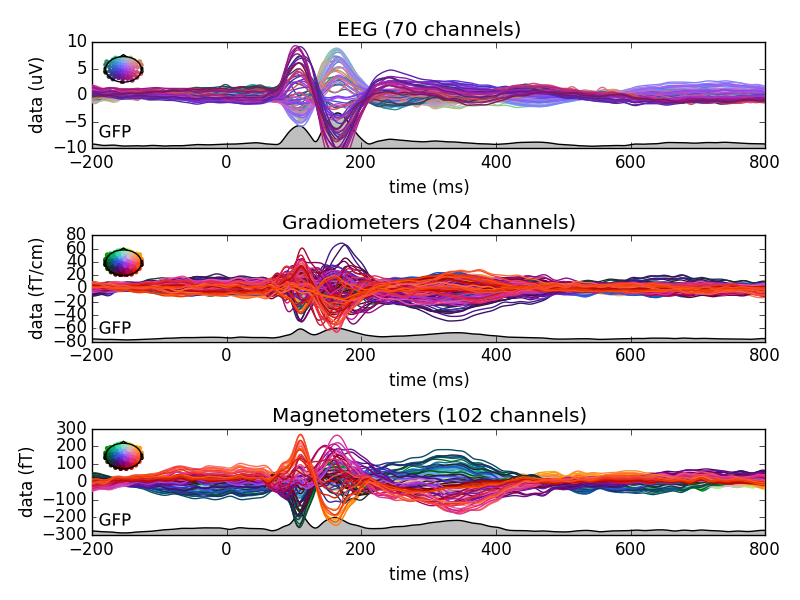 EEG (70 channels)
data (uV)
10
5
0
−5
−10
GFP
−200 0 200 400 600 800
time (ms)
Gradiometers (204 channels)
data (fT/cm)
80
60
40
20
0
−20
−40
−60
−80
GFP
−200 0 200 400 600 800
time (ms)
Magnetometers (102 channels)
data (fT)
300
200
100
0
−100
−200
−300
GFP
−200 0 200 400 600 800
time (ms)